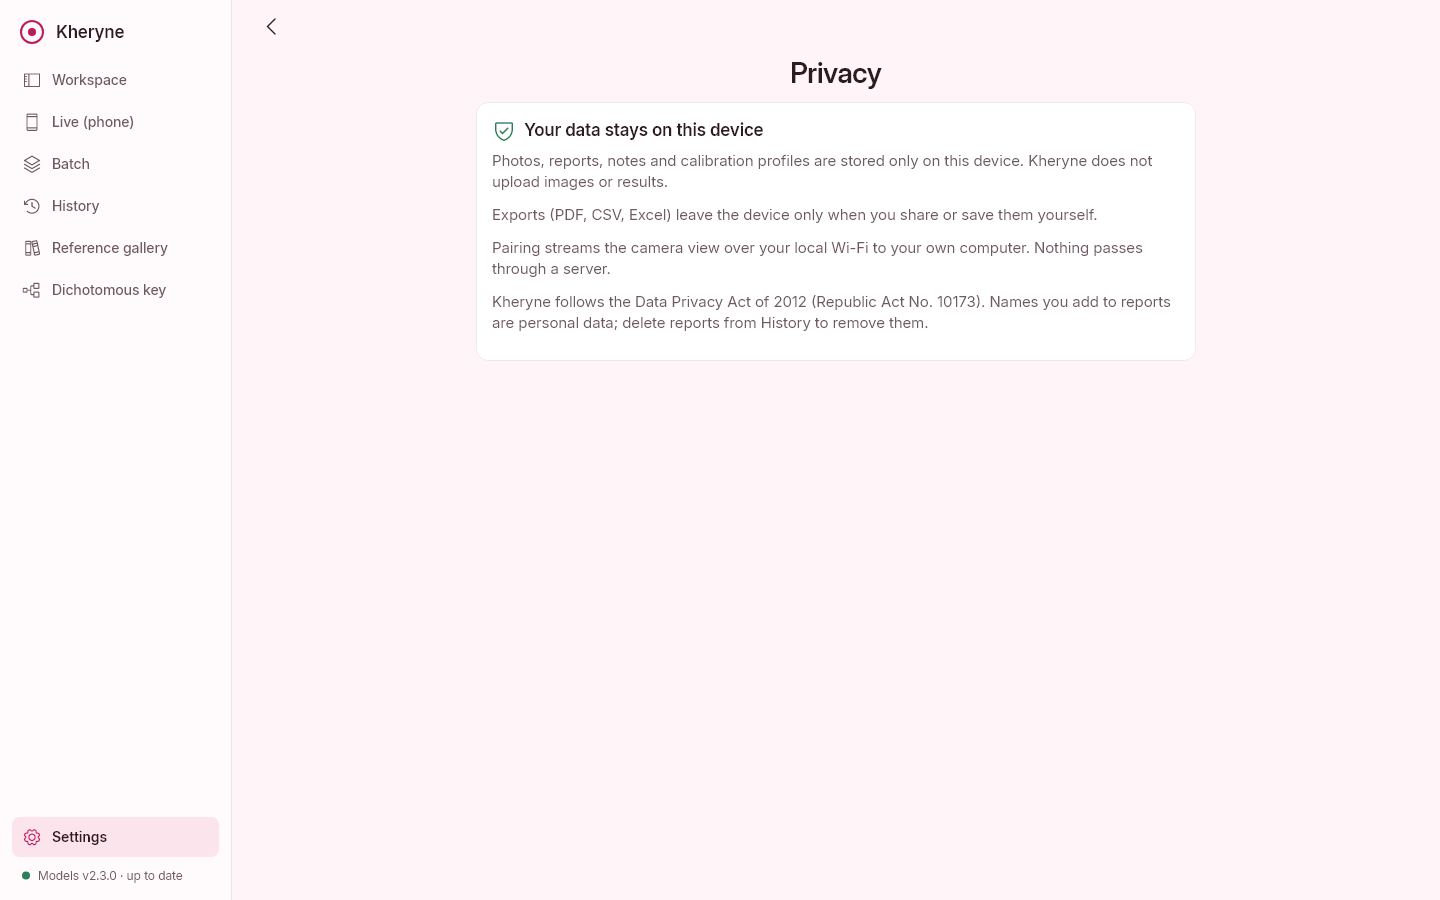 Kheryne
Workspace
Live (phone)
Batch
History
Reference gallery
Dichotomous key
Settings
Models v2.3.0 · up to date
Privacy
Your data stays on this device
Photos, reports, notes and calibration profiles are stored only on this device. Kheryne does not
upload images or results.
Exports (PDF, CSV, Excel) leave the device only when you share or save them yourself.
Pairing streams the camera view over your local Wi-Fi to your own computer. Nothing passes
through a server.
Kheryne follows the Data Privacy Act of 2012 (Republic Act No. 10173). Names you add to reports
are personal data; delete reports from History to remove them.